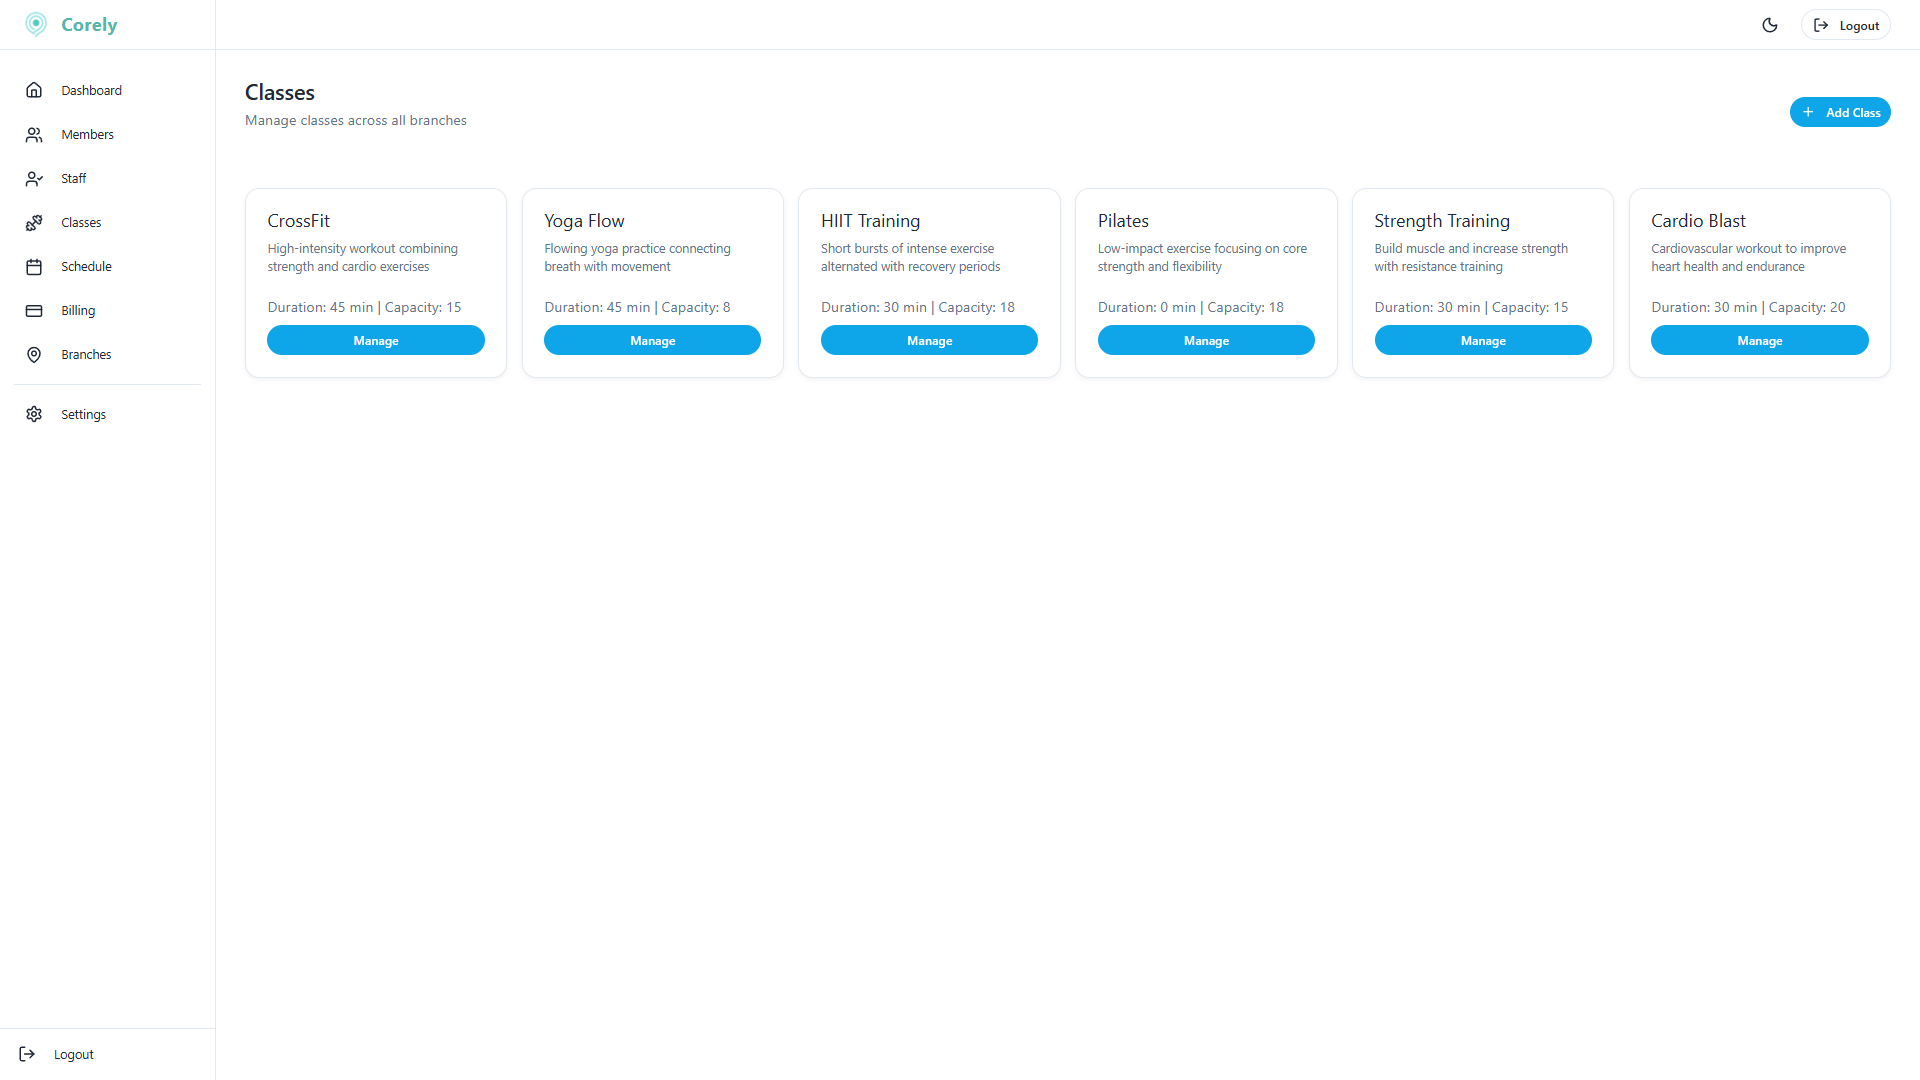 Corely
Logout
Dashboard
Members
Staff
Classes
Schedule
Billing
Branches
Settings
Logout
Classes
Manage classes across all branches
Add Class
CrossFit
High-intensity workout combining
strength and cardio exercises
Duration: 45 min | Capacity: 15
Manage
Yoga Flow
Flowing yoga practice connecting
breath with movement
Duration: 45 min | Capacity: 8
Manage
HIIT Training
Short bursts of intense exercise
alternated with recovery periods
Duration: 30 min | Capacity: 18
Manage
Pilates
Low-impact exercise focusing on core
strength and flexibility
Duration: 0 min | Capacity: 18
Manage
Strength Training
Build muscle and increase strength
with resistance training
Duration: 30 min | Capacity: 15
Manage
Cardio Blast
Cardiovascular workout to improve
heart health and endurance
Duration: 30 min | Capacity: 20
Manage